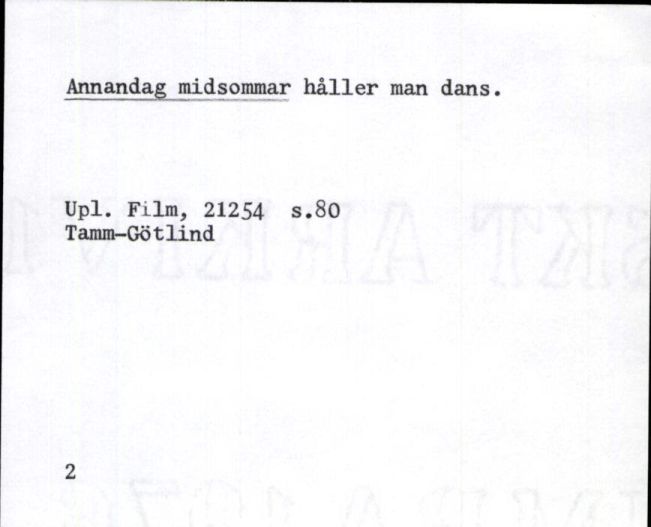 Annandag midsommar håller man dans.
Upl. Film, 21254 s.80
Tamm-Götlind
2